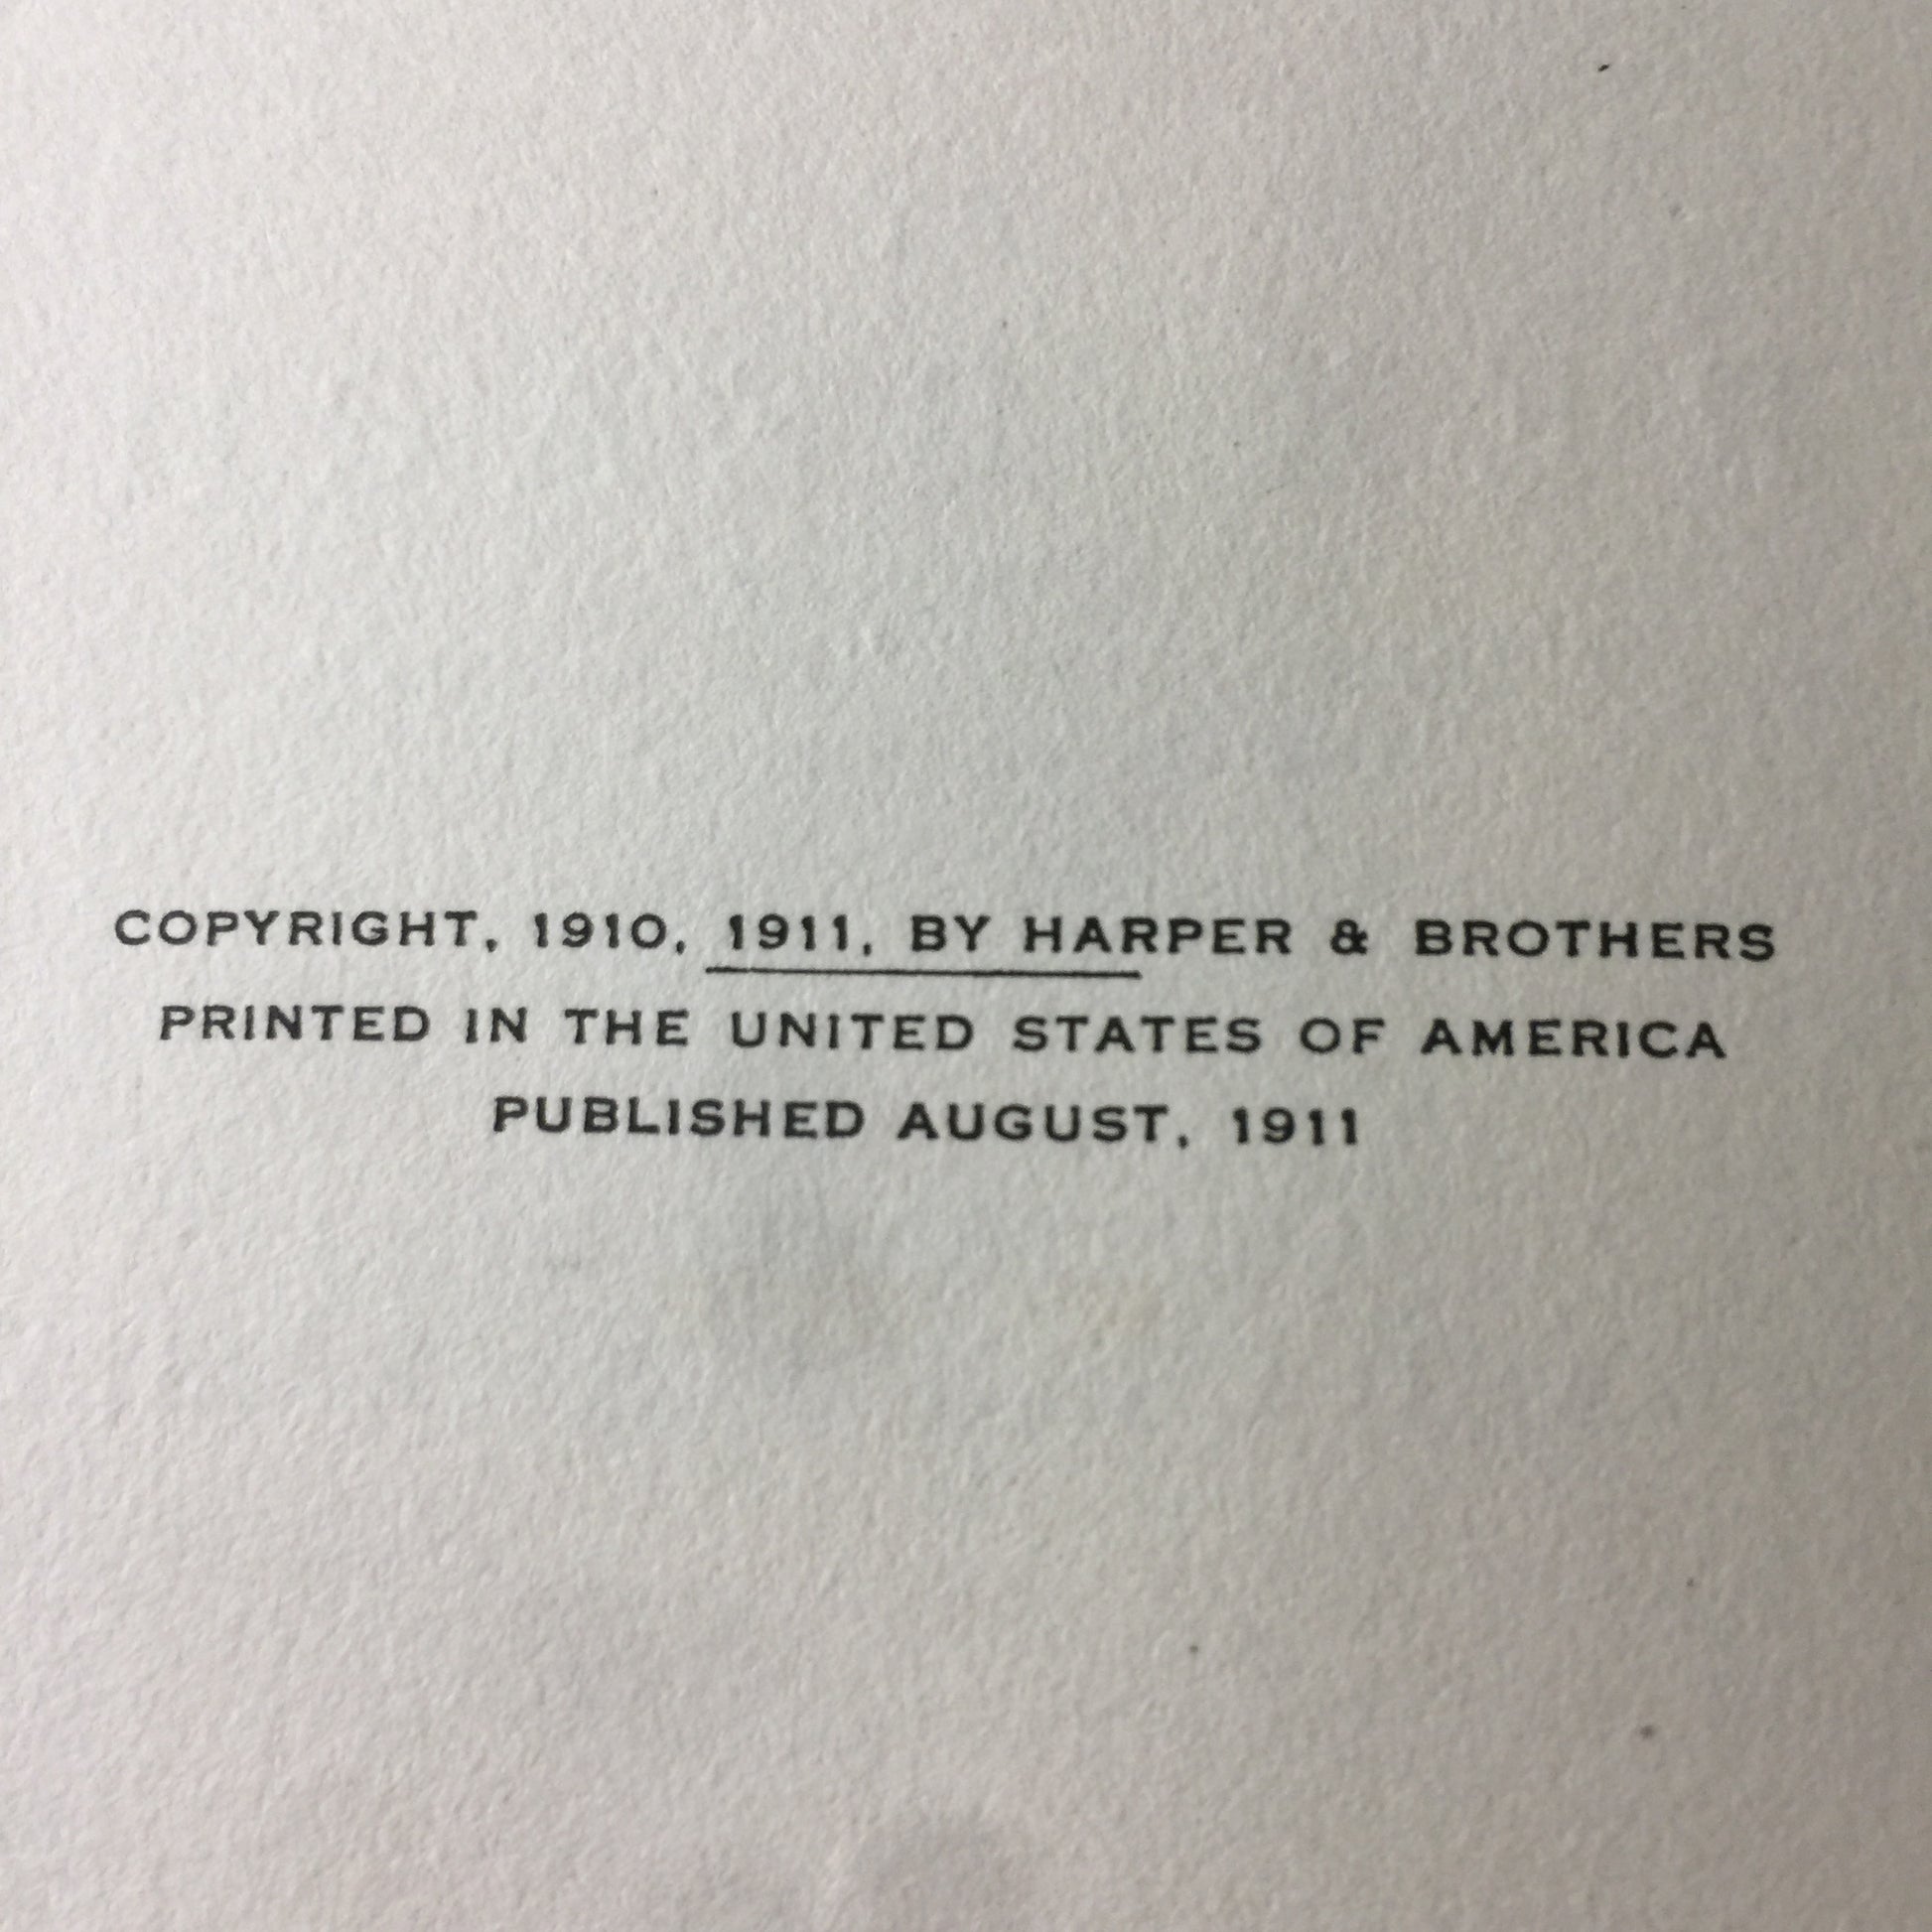 COPYRIGHT, 1910, 1911, BY HARPER & BROTHERS
PRINTED IN THE UNITED STATES OF AMERICA
PUBLISHED AUGUST, 1911